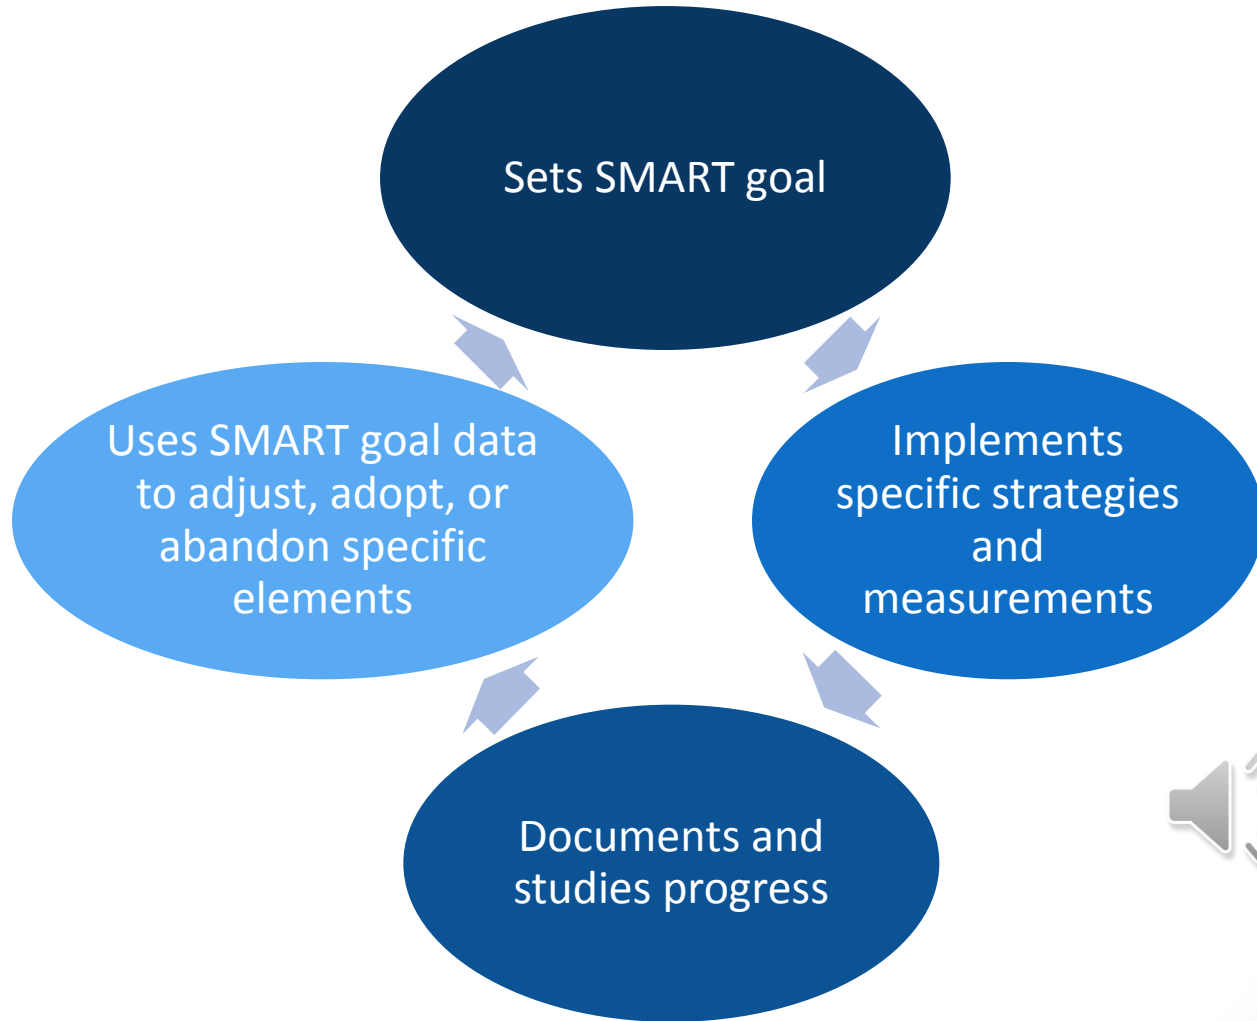 Sets SMART goal
Uses SMART goal data
to adjust, adopt, or
abandon specific
elements
Implements
specific strategies
and
measurements
Documents and
studies progress